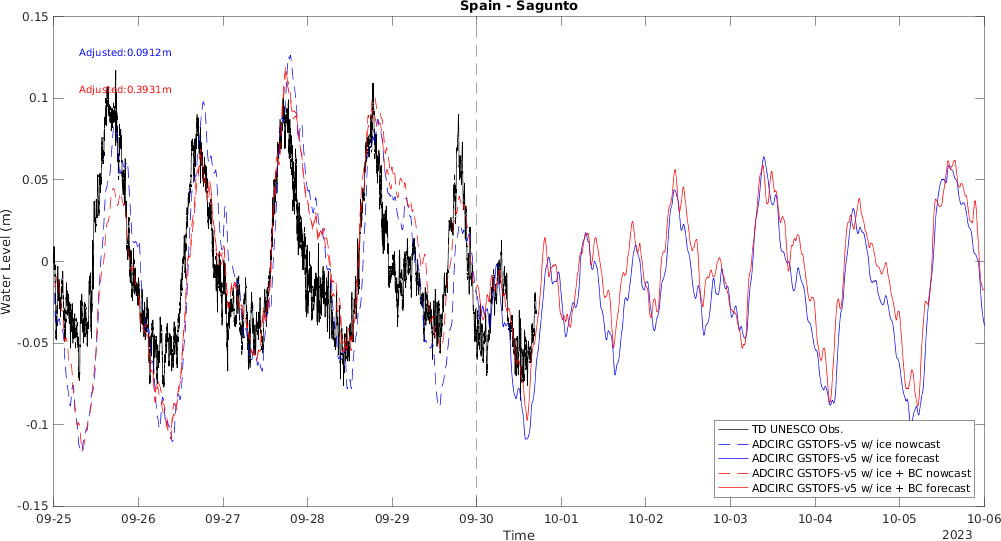 Spain - Sagunto
0.15
0.1
0.05
0
-0.05
-0.1
-0.15
Water Level (m)
Adjusted:0.0912m
Adjusted:0.3931m
TD UNESCO Obs.
ADCIRC GSTOFS-v5 w/ ice nowcast
ADCIRC GSTOFS-v5 w/ ice forecast
ADCIRC GSTOFS-v5 w/ ice + BC nowcast
ADCIRC GSTOFS-v5 w/ ice + BC forecast
09-25 09-26 09-27 09-28 09-29 09-30 10-01 10-02 10-03 10-04 10-05 10-06
Time
2023